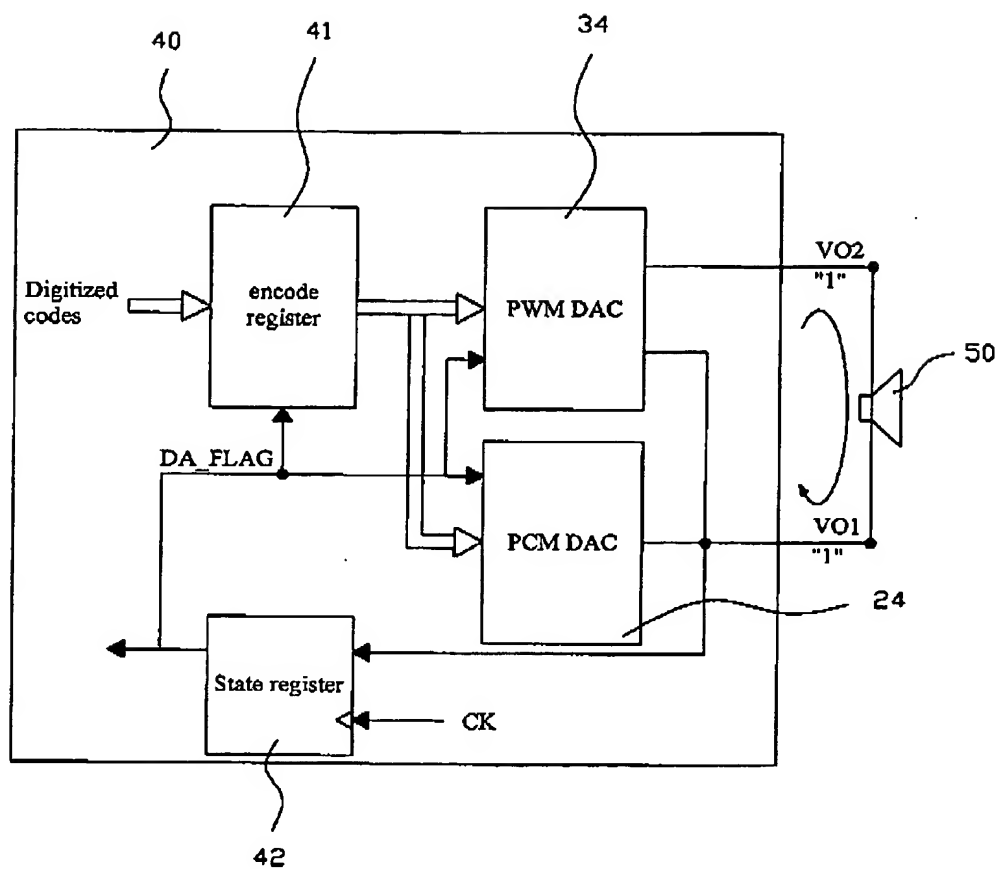 40
41
34
Digitized
codes
encode
register
PWM DAC
VO2
"1"
50
DA_FLAG
PCM DAC
VO1
"1"
24
State register
CK
42